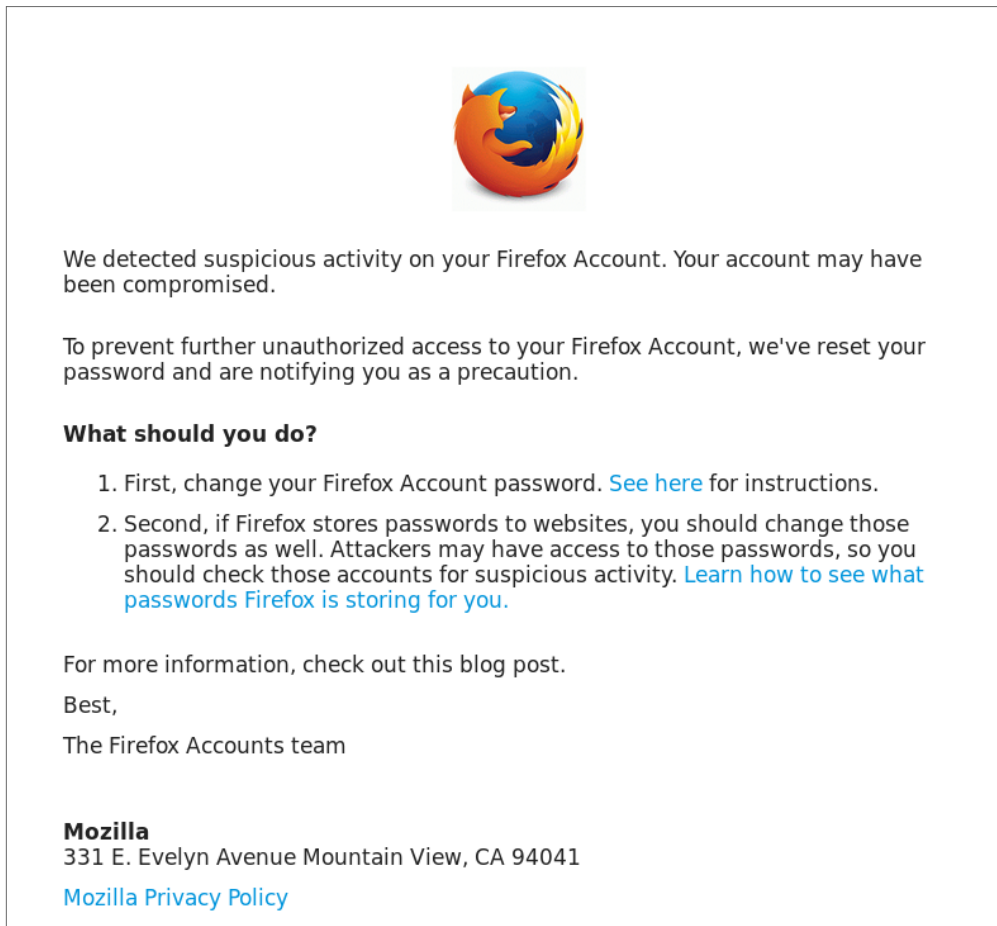 We detected suspicious activity on your Firefox Account. Your account may have
been compromised.
To prevent further unauthorized access to your Firefox Account, we've reset your
password and are notifying you as a precaution.
What should you do?
1. First, change your Firefox Account password. See here for instructions.
2. Second, if Firefox stores passwords to websites, you should change those
passwords as well. Attackers may have access to those passwords, so you
should check those accounts for suspicious activity. Learn how to see what
passwords Firefox is storing for you.
For more information, check out this blog post.
Best,
The Firefox Accounts team
Mozilla
331 E. Evelyn Avenue Mountain View, CA 94041
Mozilla Privacy Policy